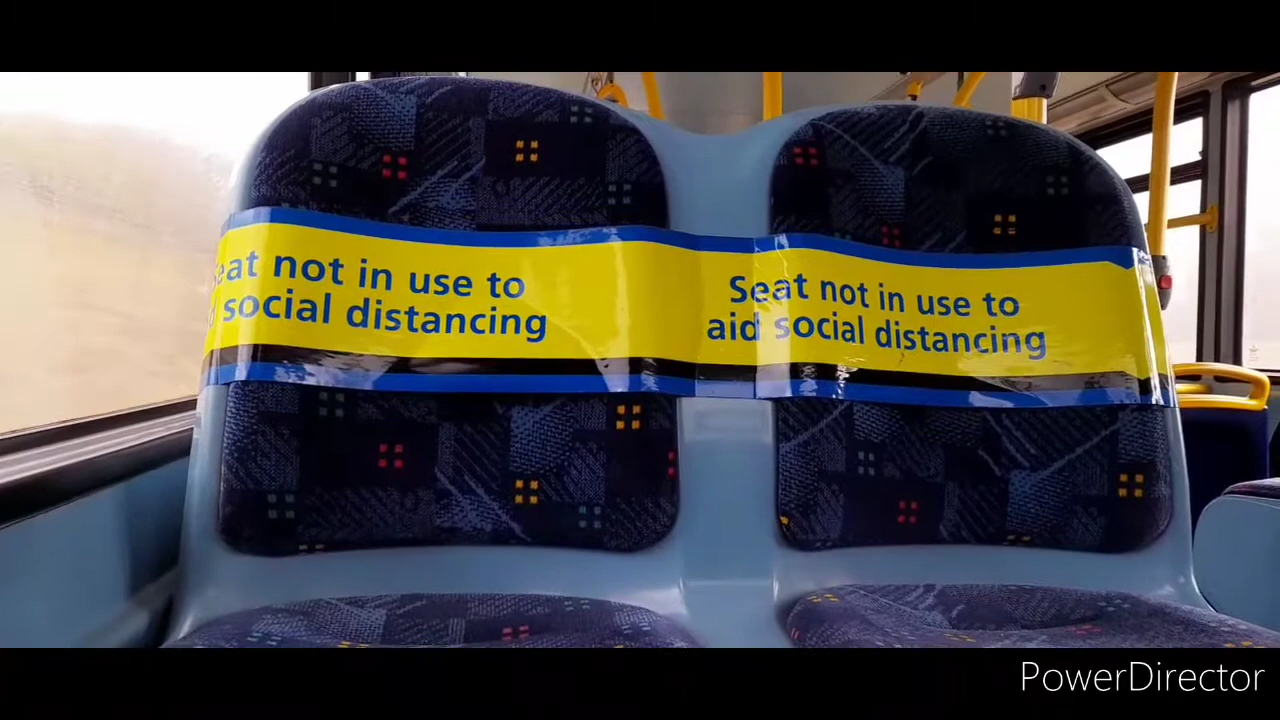 eat not in use to
social distancing
Seat not in use to
aid social distancing
PowerDirector